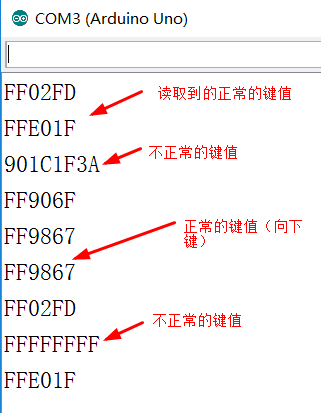 COM3 (Arduino Uno)
FF02FD
读取到的正常的键值
FFE01F
不正常的键值
901C1F3A
FF906F
正常的键值（向下
键）
FF9867
FF9867
FF02FD
不正常的键值
FFFFFFFF
FFE01F